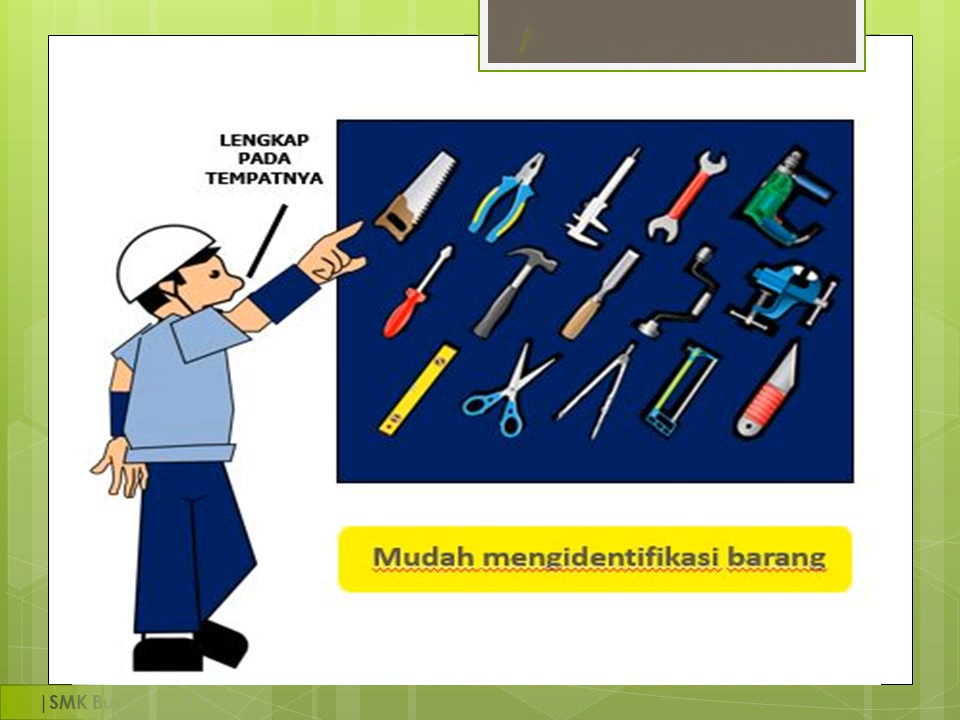 LENGKAP
PADA
TEMPATNYA
Mudah mengidentifikasi barang
|SMK